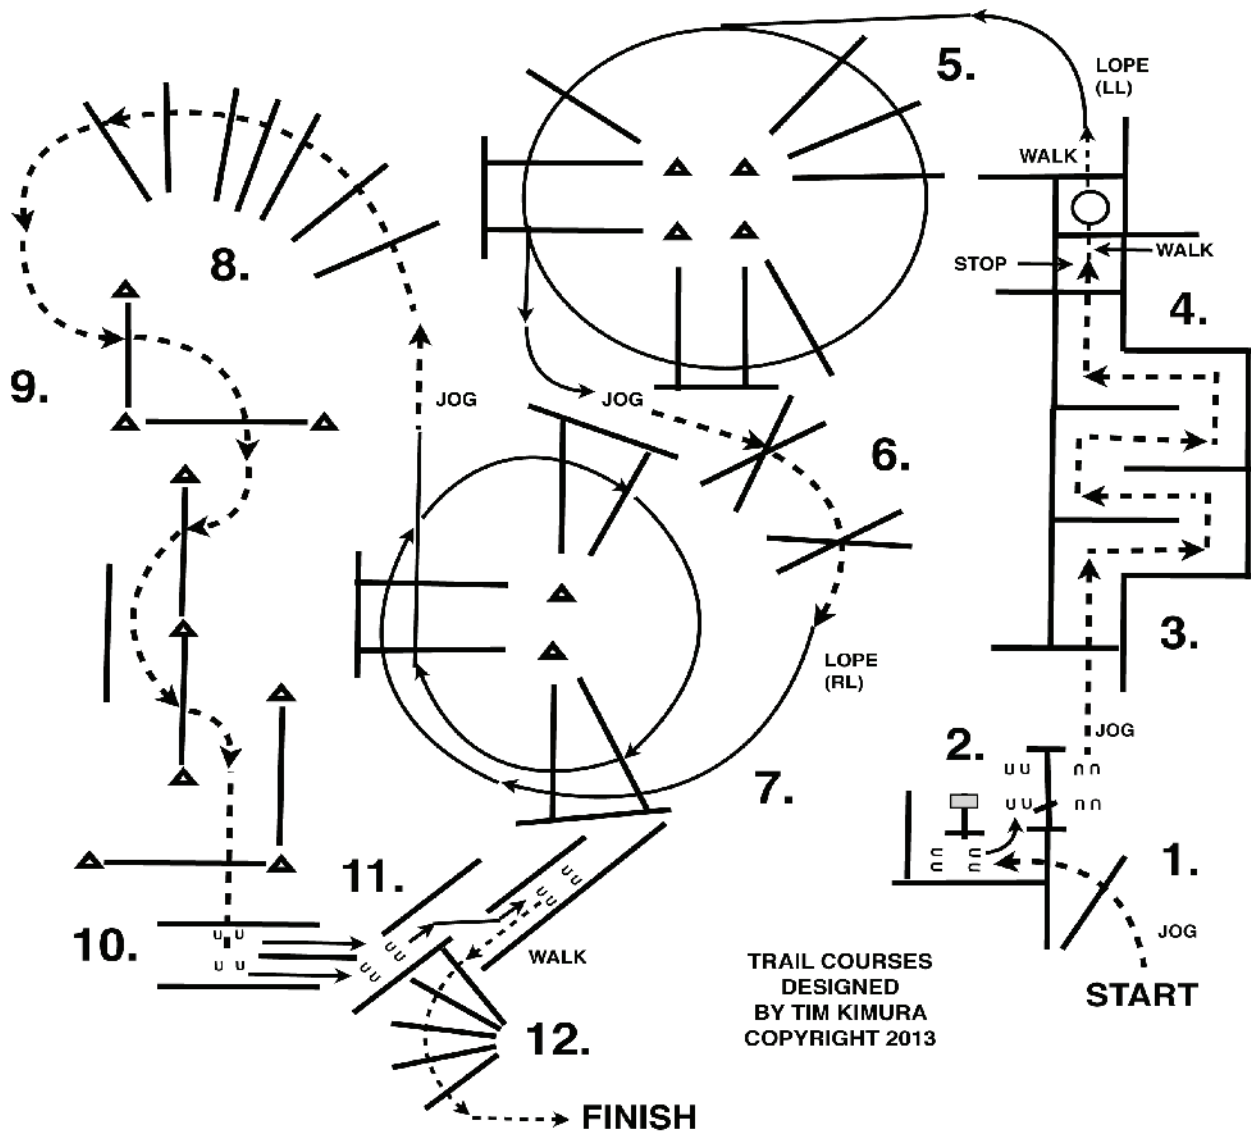 5.
LOPE
(LL)
WALK
8.
STOP
WALK
4.
9.
JOG
JOG
6.
3.
LOPE
(RL)
JOG
2.
7.
1.
11.
JOG
10.
WALK
TRAIL COURSES
DESIGNED
BY TIM KIMURA
COPYRIGHT 2013
START
12.
FINISH